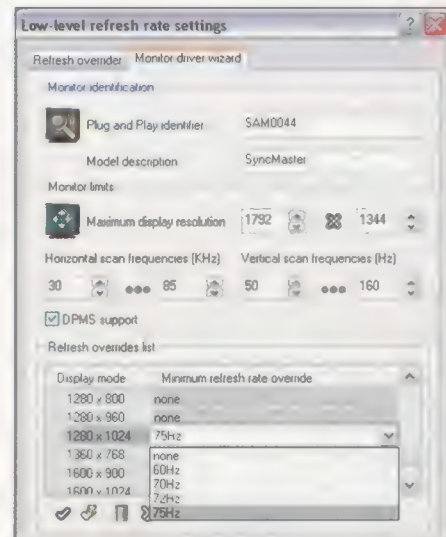 Low-level refresh rate settings
Refresh overrider Monitor driver wizard
Monitor identification
Plug and Play identifier SAM0044
Model description SyncMaster
Monitor limits
Maximum display resolution 1792 1344
Horizontal scan frequencies (KHz) Vertical scan frequencies (Hz)
30 85 50 160
DPMS support
Refresh overrides list
Display mode Minimum refresh rate override
1280 x 800 none
1280 x 960 none
1280 x 1024 75Hz
1360 x 768 none
1600 x 900 60Hz
70Hz
1600 x 1024 72Hz
75Hz